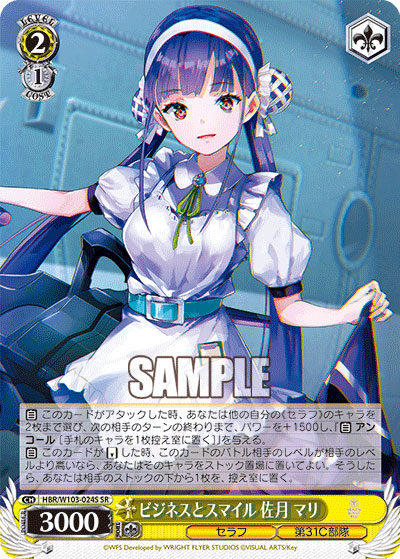 LEVEL
2
1
COST
SAMPLE
自 このカードがアタックした時、あなたは他の自分の《セラフ》のキャラを
2枚まで選び、次の相手のターンの終わりまで、パワーを+1500し、『自 アン
コール [手札のキャラを1枚控え室に置く]』を与える。
自 このカードがリバースした時、このカードのバトル相手のレベルが相手のレ
ベルより高いなら、あなたはそのキャラをストック置場に置いてよい。そうした
ら、あなたは相手のストックの下から1枚を、控え室に置く。
CH HBR/W103-024S SR
ビジネスとスマイル 佐月 マリ
3000
セラフ
第31C部隊
©WFS Developed by WRIGHT FLYER STUDIOS ©VISUAL ARTS/Key